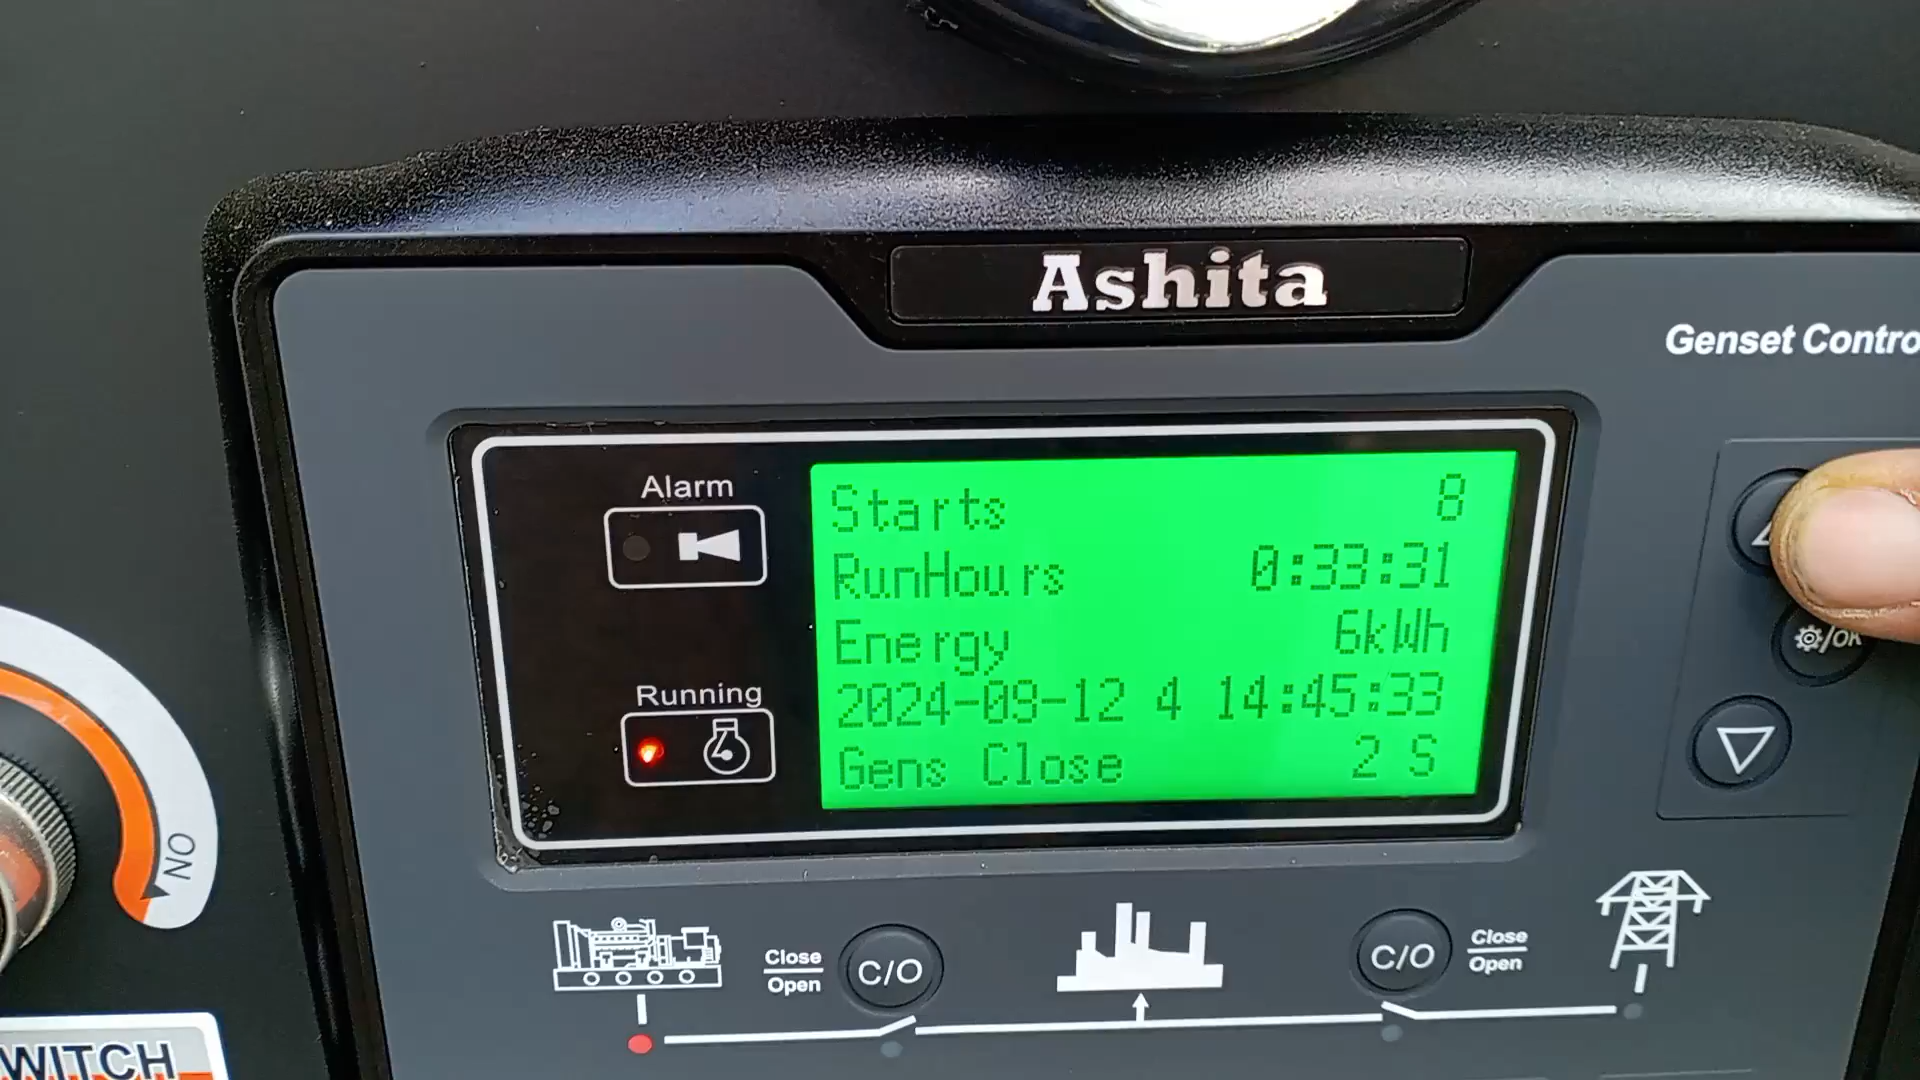 Ashita
Genset Contro
Alarm
Starts 8
RunHours 0:33:31
Energy 6kWh
2024-09-12 4 14:45:33
Gens Close 2 S
Running
/OK
ON
Close
Open
C/O
C/O
Close
Open
WITCH